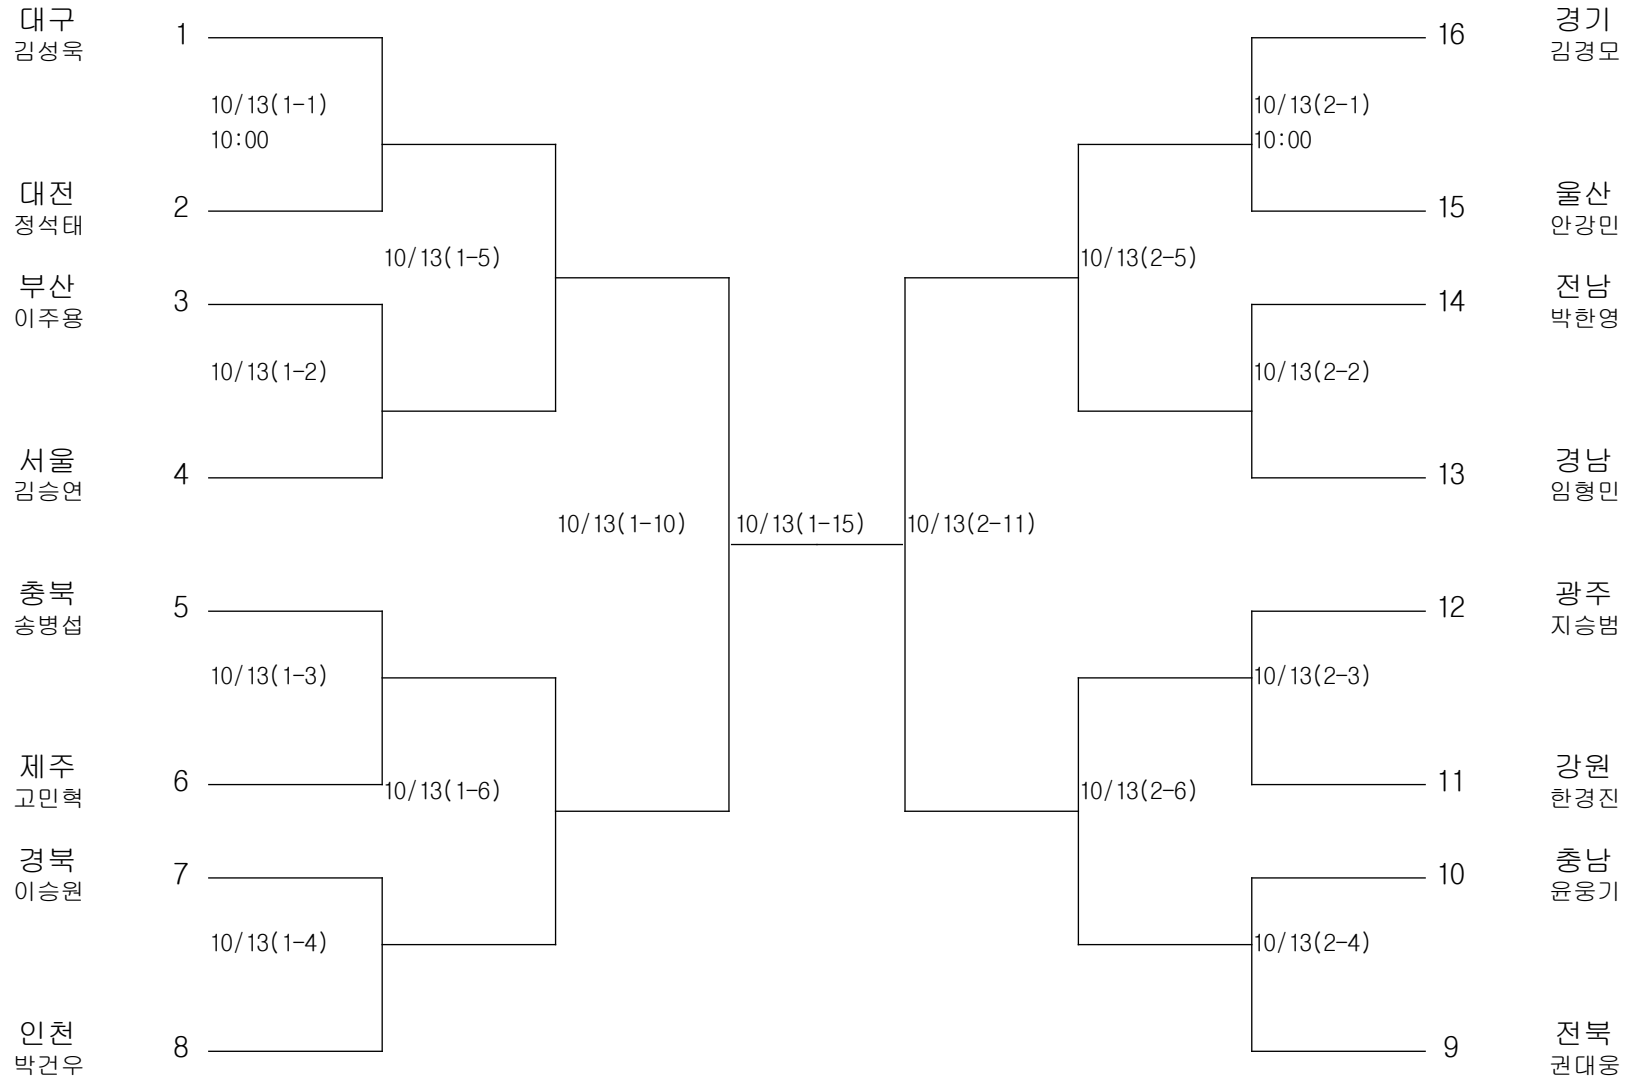 대구
김성욱
1
16
경기
김경모
10/13(1-1)
10:00
10/13(2-1)
10:00
대전
정석태
2
15
울산
안강민
10/13(1-5)
10/13(2-5)
부산
이주용
3
14
전남
박한영
10/13(1-2)
10/13(2-2)
서울
김승연
4
13
경남
임형민
10/13(1-10)
10/13(1-15)
10/13(2-11)
충북
송병섭
5
12
광주
지승범
10/13(1-3)
10/13(2-3)
제주
고민혁
6
11
강원
한경진
10/13(1-6)
10/13(2-6)
경북
이승원
7
10
충남
윤웅기
10/13(1-4)
10/13(2-4)
인천
박건우
8
9
전북
권대웅